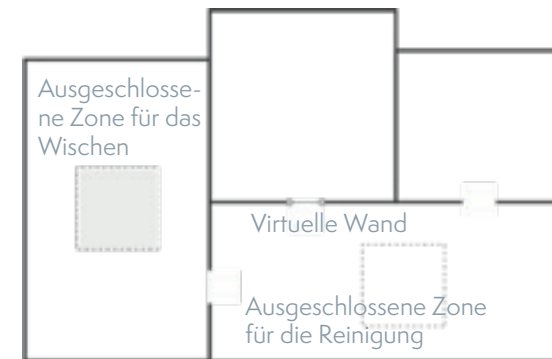 Ausgeschlosse-
ne Zone für das
Wischen
Virtuelle Wand
Ausgeschlossene Zone
für die Reinigung